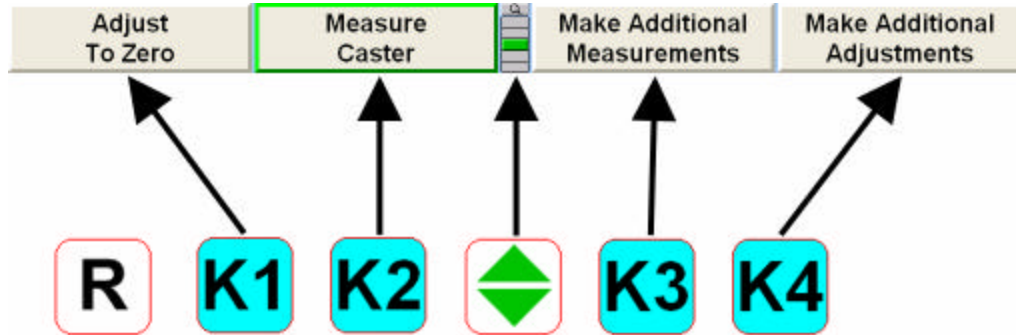 Adjust
To Zero
Measure
Caster
Make Additional
Measurements
Make Additional
Adjustments
R
K1
K2
K3
K4